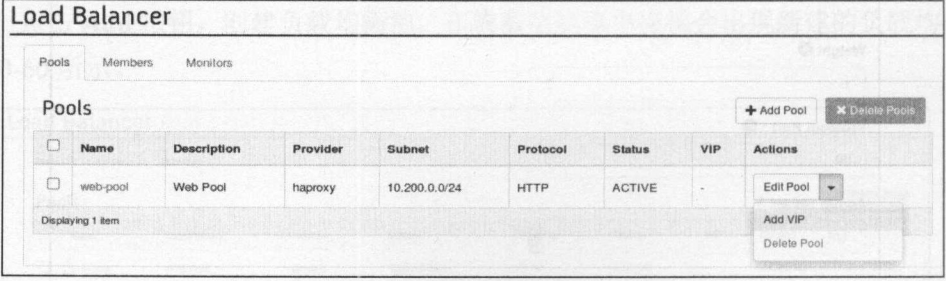 Load Balancer
Pools Members Monitors
Pools
+ Add Pool ✖ Delete Pools
Name Description Provider Subnet Protocol Status VIP Actions
web-pool Web Pool haproxy 10.200.0.0/24 HTTP ACTIVE - Edit Pool
Displaying 1 item
Add VIP
Delete Pool